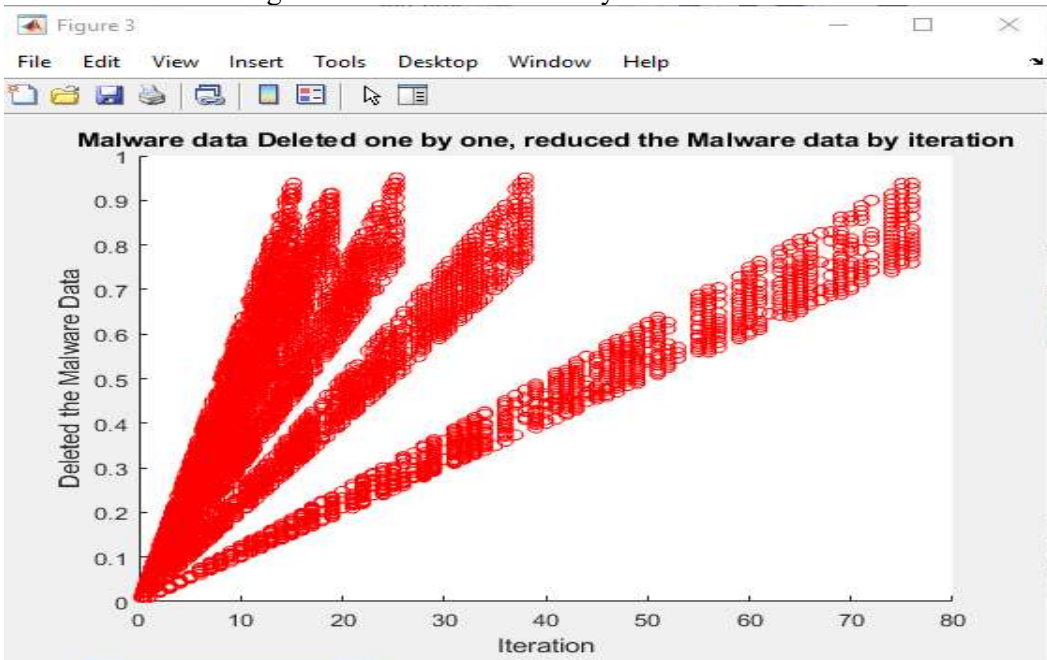 Figure 3
File Edit View Insert Tools Desktop Window Help
Malware data Deleted one by one, reduced the Malware data by iteration
1
0.9
0.8
0.7
0.6
0.5
0.4
0.3
0.2
0.1
0
Deleted the Malware Data
0 10 20 30 40 50 60 70 80
Iteration